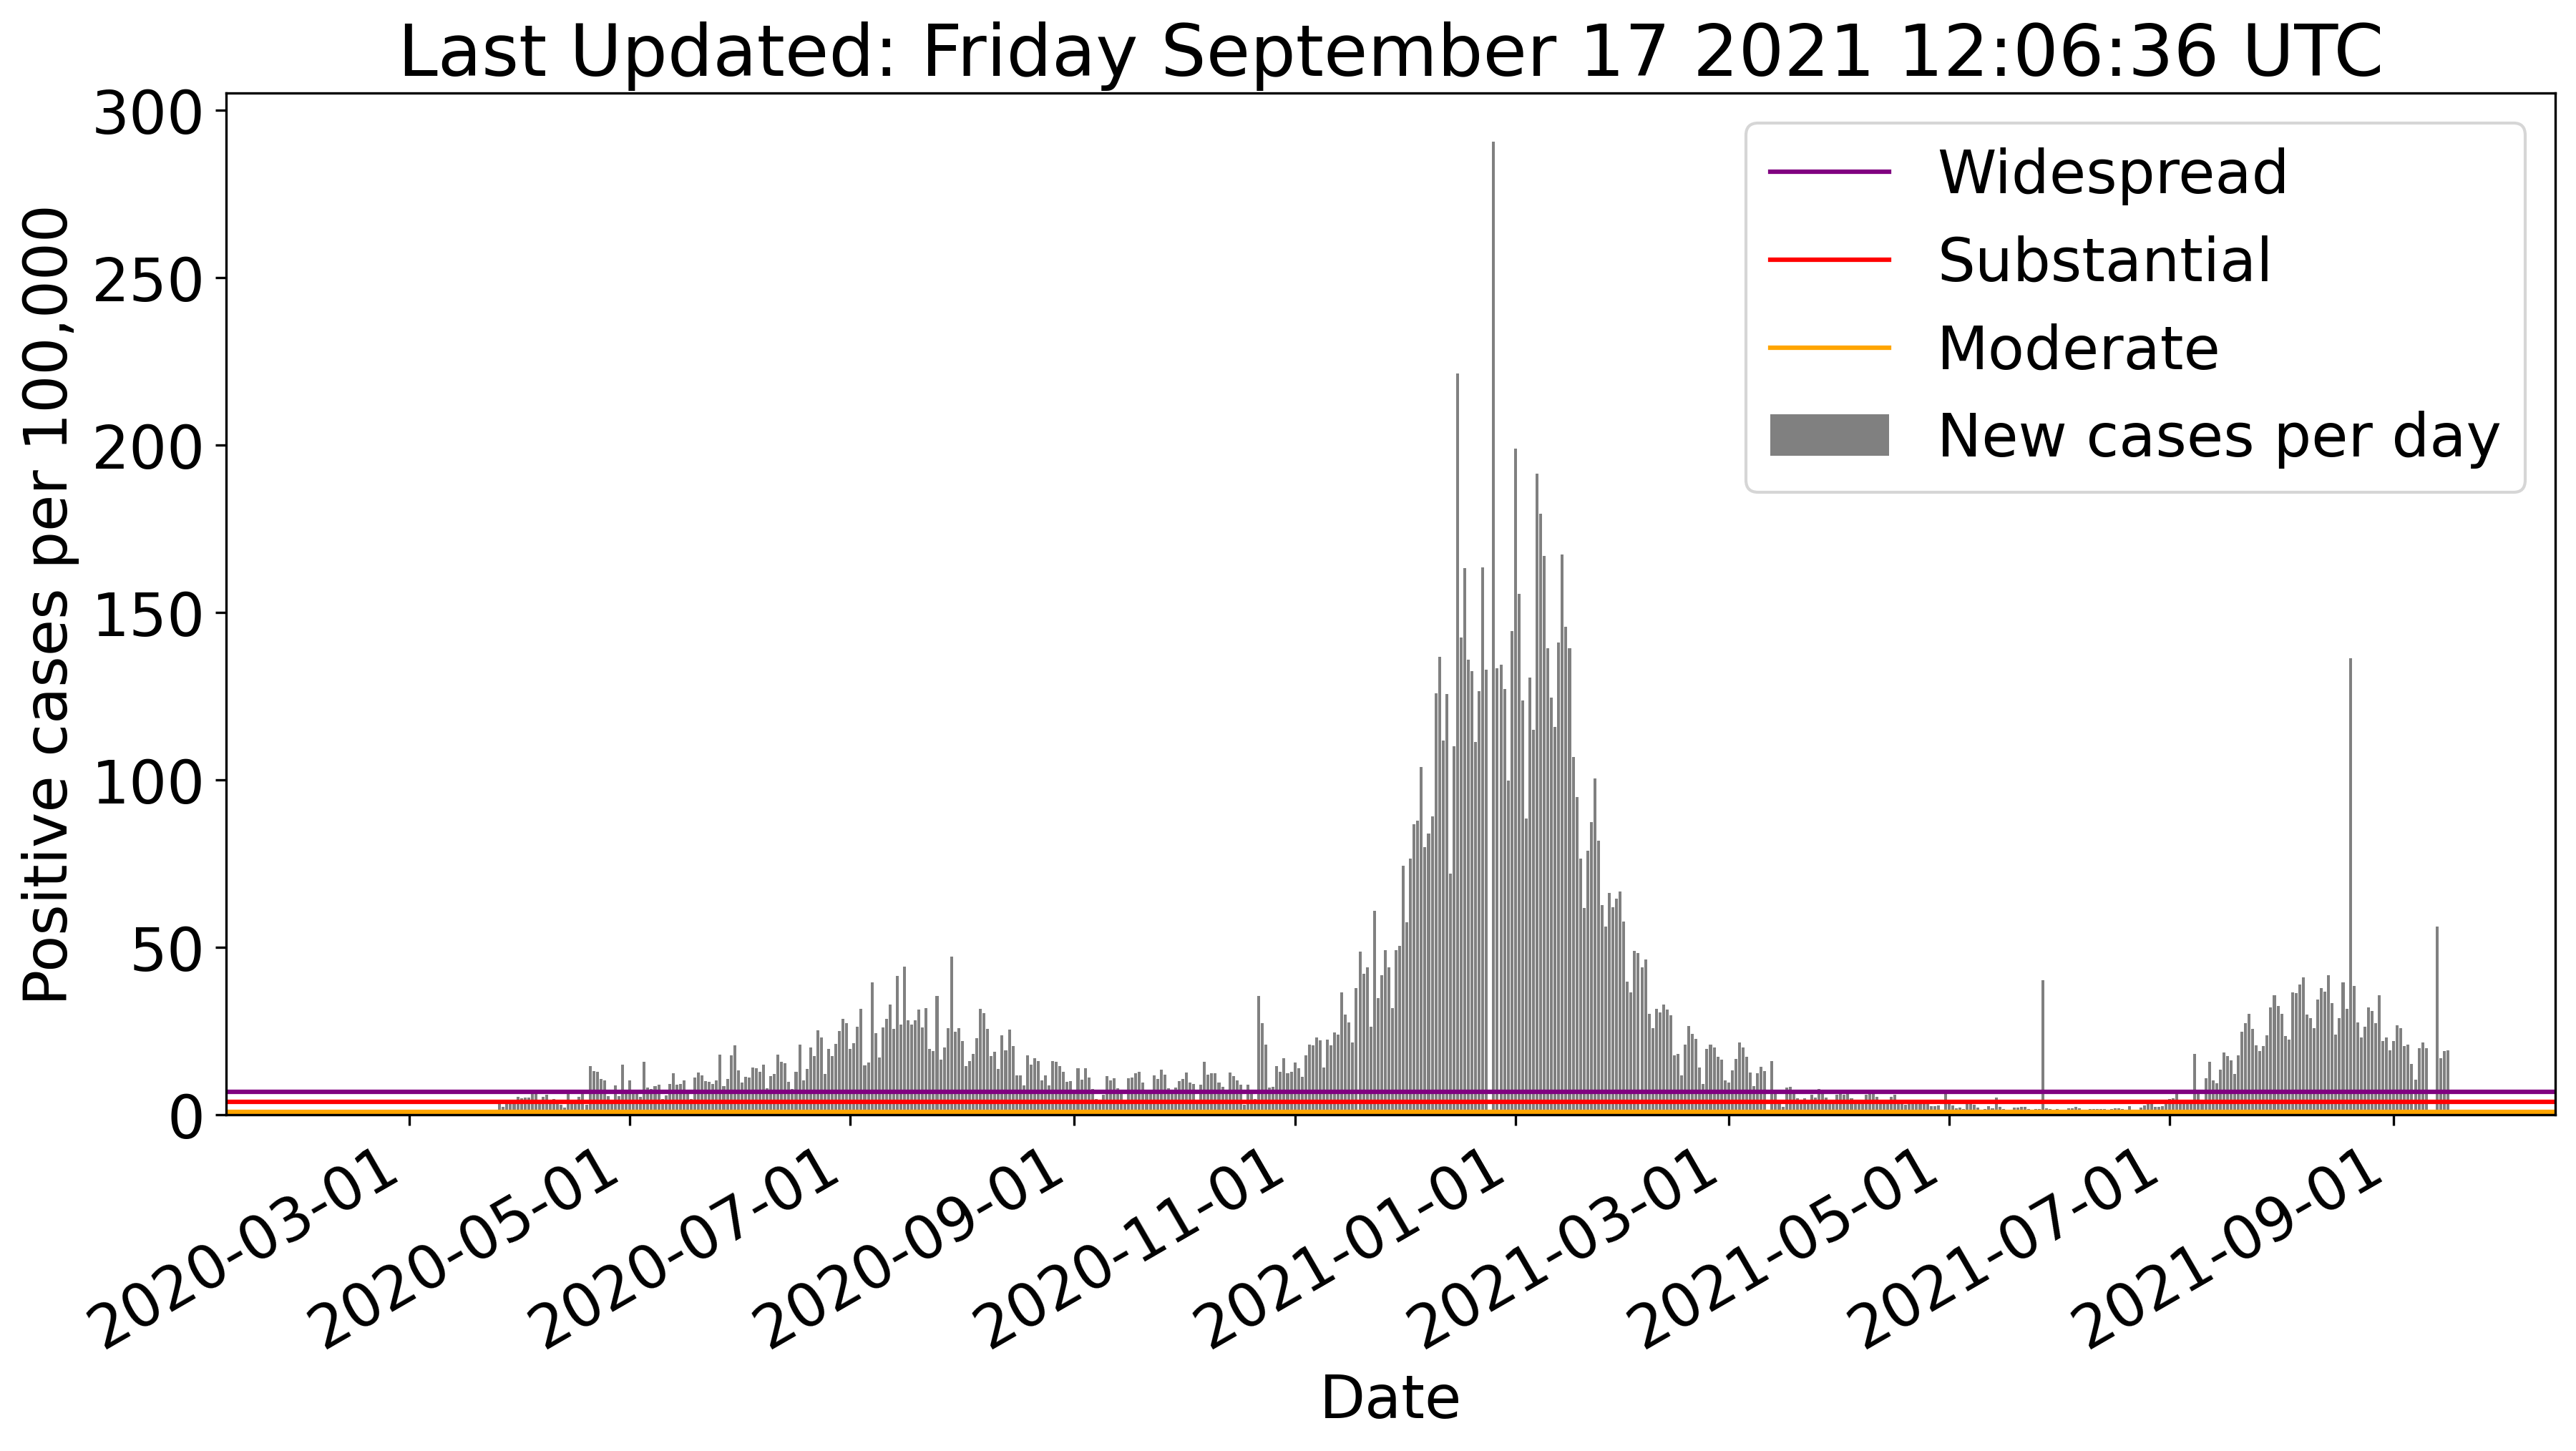 Last Updated: Friday September 17 2021 12:06:36 UTC
Positive cases per 100,000
300
250
200
150
100
50
0
Widespread
Substantial
Moderate
New cases per day
2020-03-01
2020-05-01
2020-07-01
2020-09-01
2020-11-01
2021-01-01
2021-03-01
2021-05-01
2021-07-01
2021-09-01
Date